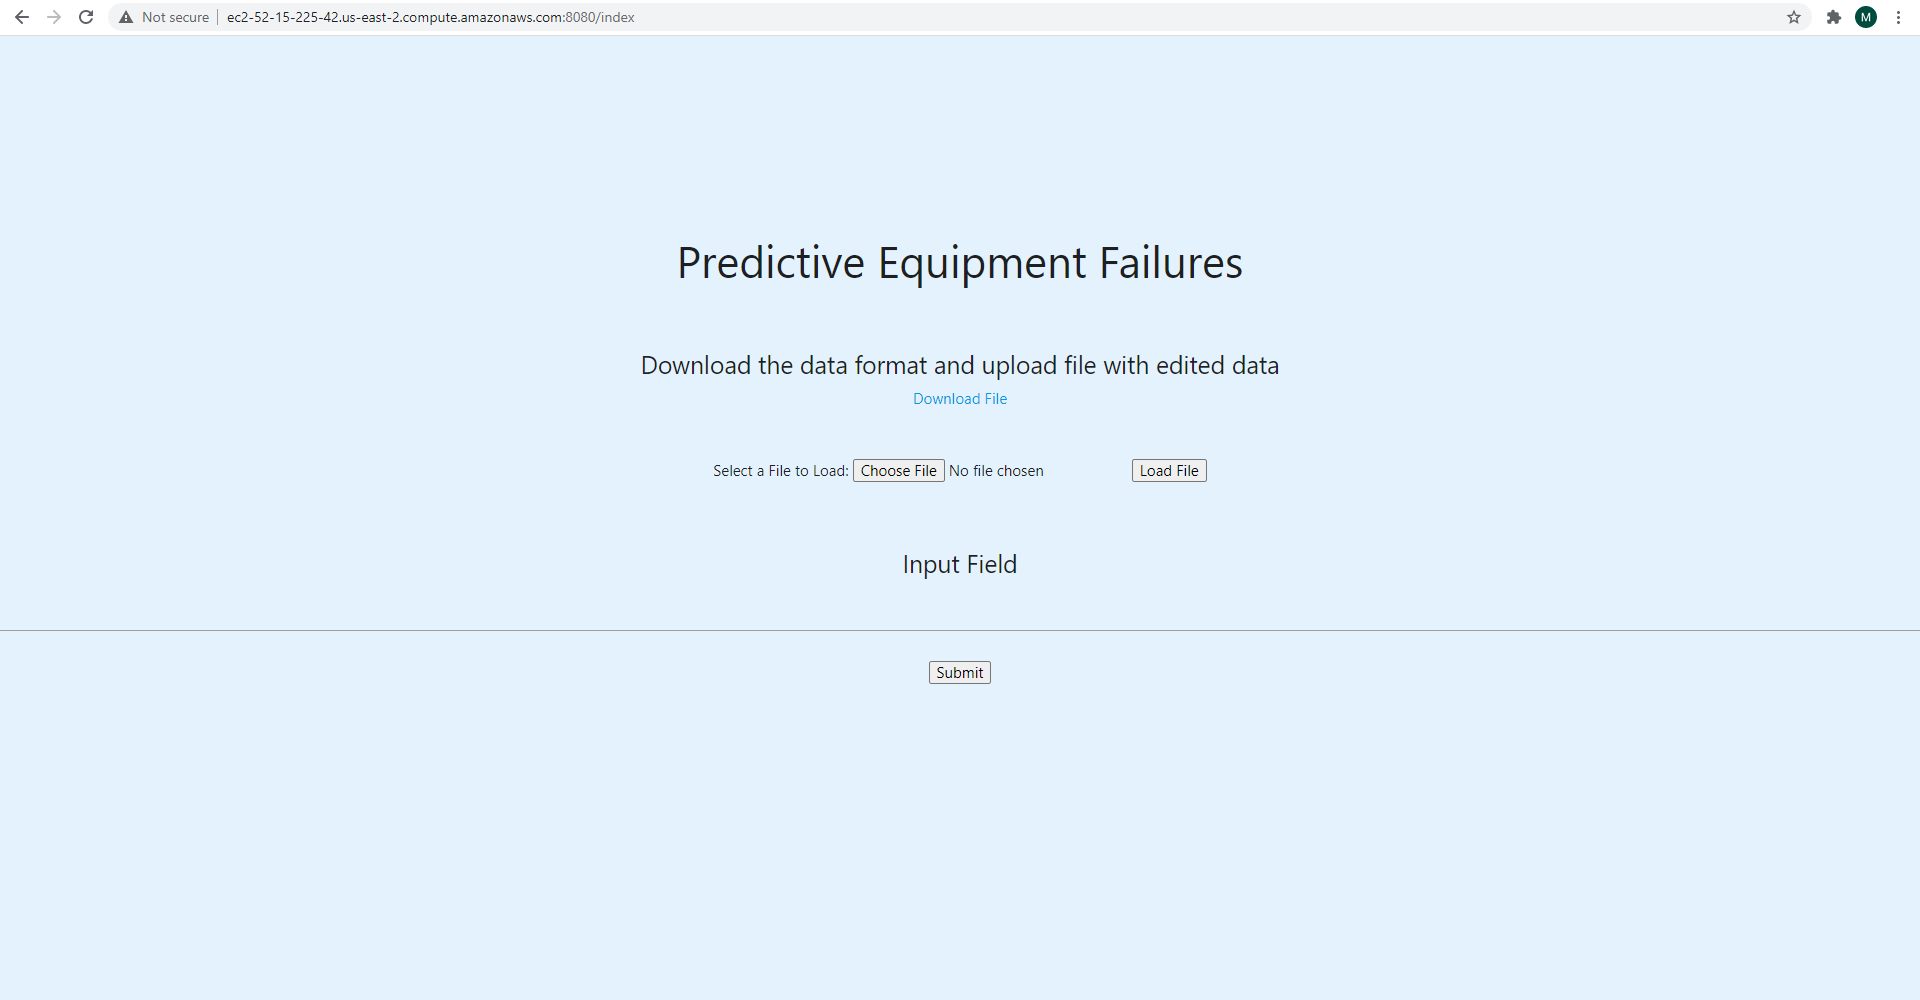 Not secure ec2-52-15-225-42.us-east-2.compute.amazonaws.com:8080/index M
Predictive Equipment Failures
Download the data format and upload file with edited data
Download File
Select a File to Load: Choose File No file chosen Load File
Input Field
Submit